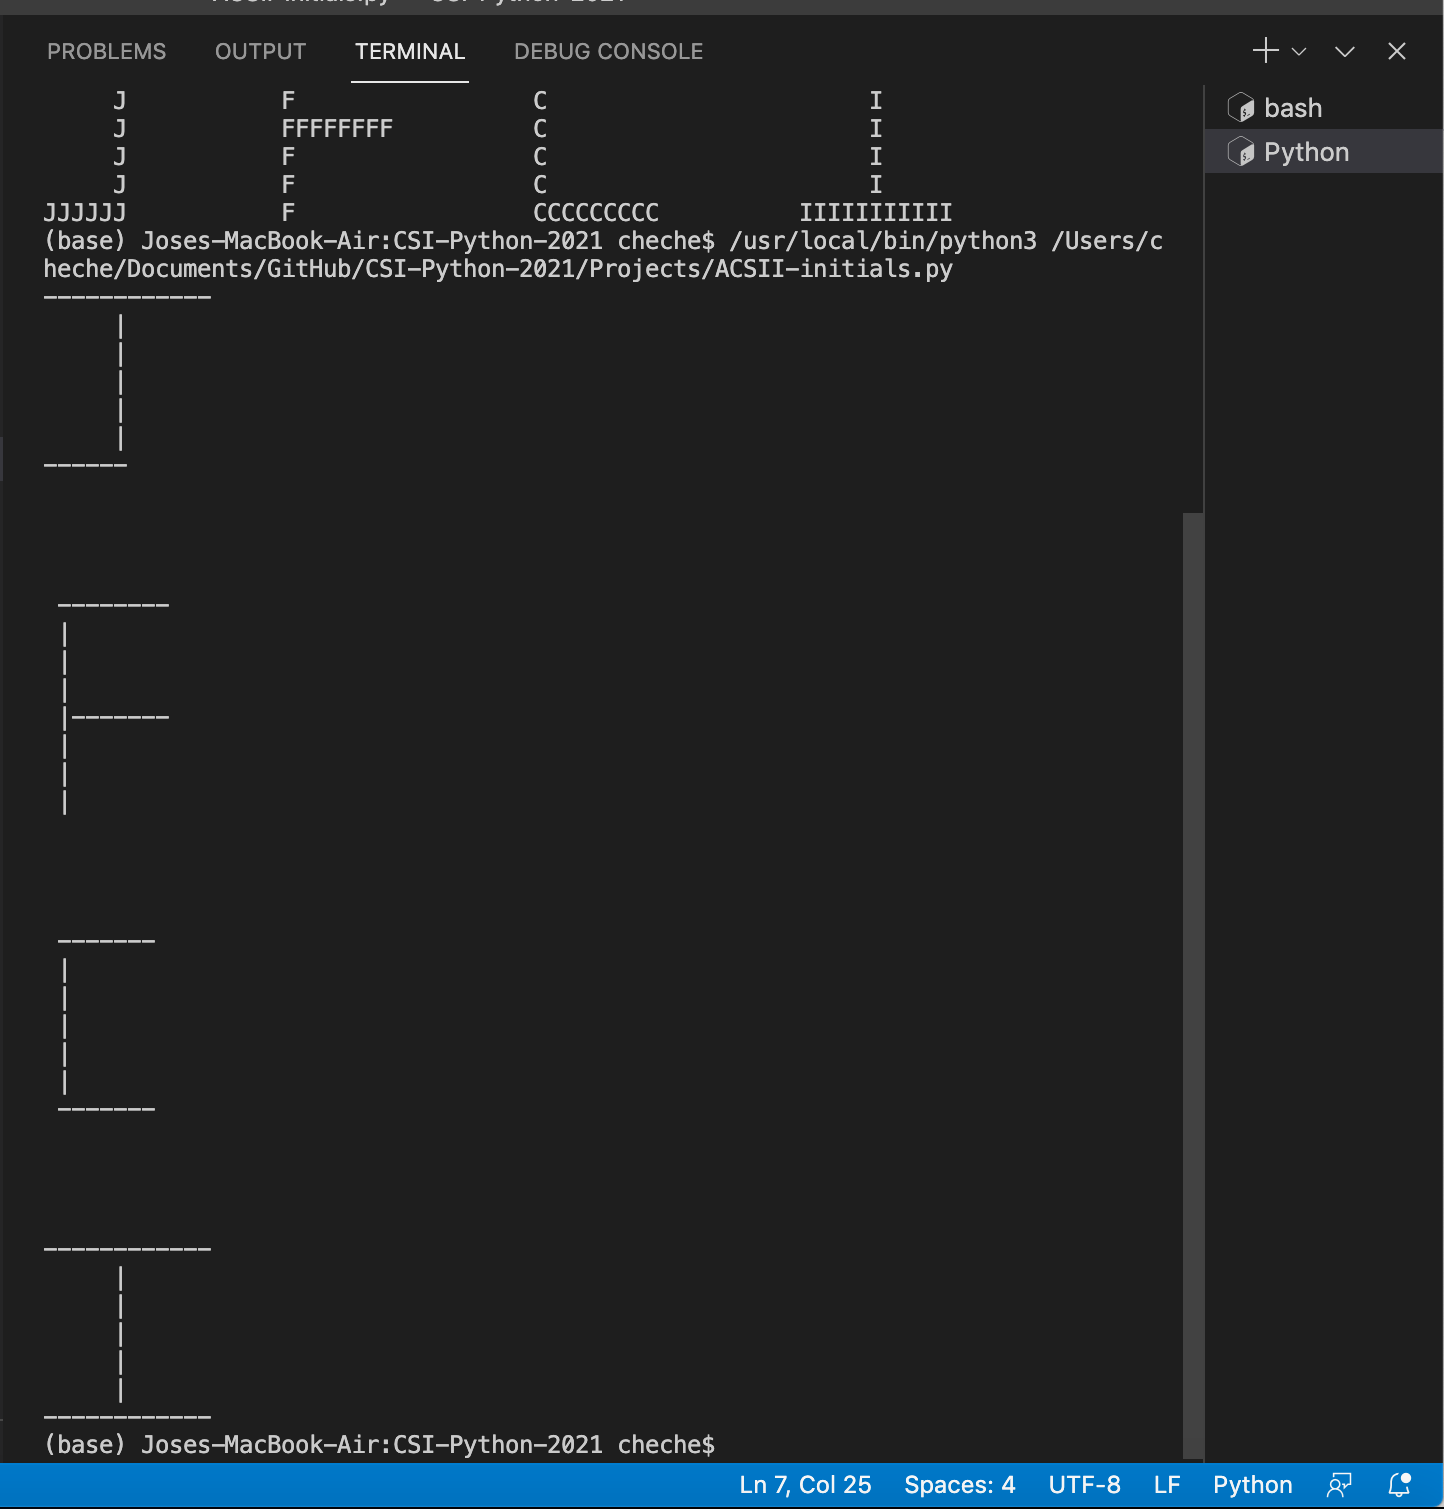 PROBLEMS OUTPUT TERMINAL DEBUG CONSOLE
bash
Python
     J           F                 C                       I
     J           FFFFFFFF          C                       I
     J           F                 C                       I
     J           F                 C                       I
JJJJJJ           F                 CCCCCCCCC          IIIIIIIIIII
(base) Joses-MacBook-Air:CSI-Python-2021 cheche$ /usr/local/bin/python3 /Users/c
heche/Documents/GitHub/CSI-Python-2021/Projects/ACSII-initials.py
------------
     |
     |
     |
     |
     |
------
 --------
 |
 |
 |
 |-------
 |
 |
 |
 -------
 |
 |
 |
 |
 |
 -------
------------
     |
     |
     |
     |
     |
------------
(base) Joses-MacBook-Air:CSI-Python-2021 cheche$
Ln 7, Col 25 Spaces: 4 UTF-8 LF Python